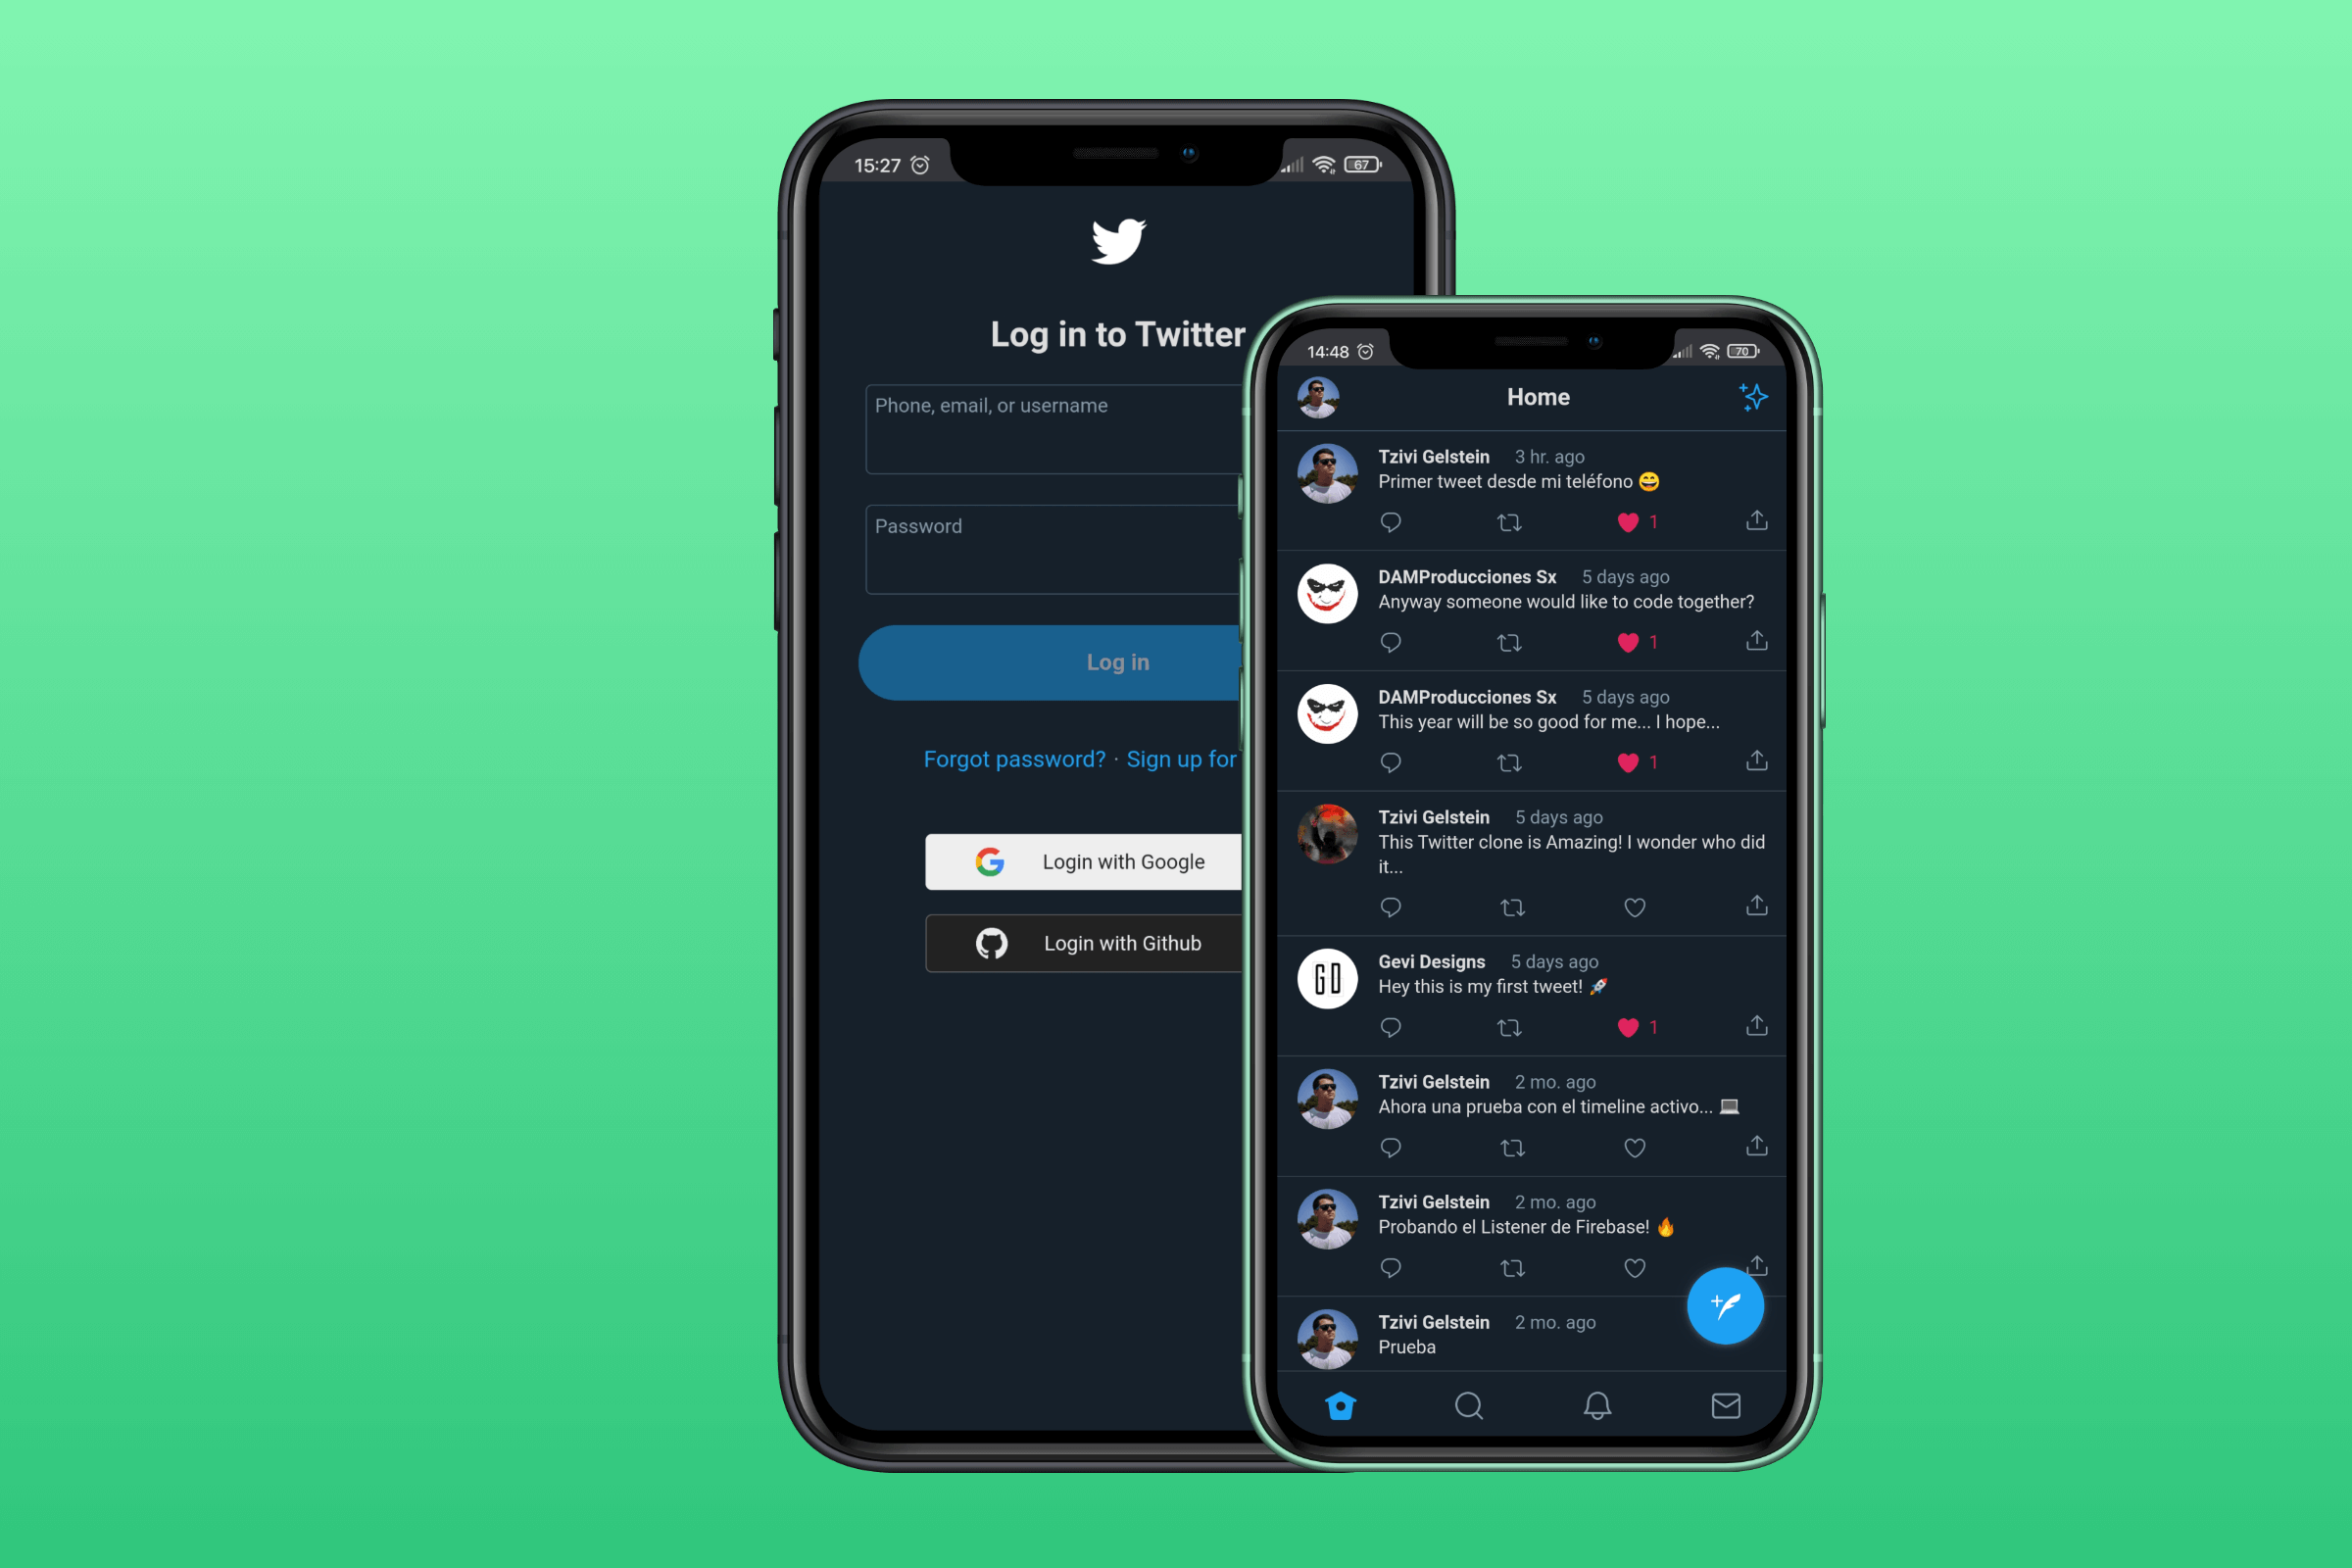 15:27
67
Log in to Twitter
Phone, email, or username
Password
Log in
Forgot password? · Sign up for
Login with Google
Login with Github
14:48
70
Home
Tzivi Gelstein 3 hr. ago
Primer tweet desde mi teléfono 😄
1
DAMProducciones Sx 5 days ago
Anyway someone would like to code together?
1
DAMProducciones Sx 5 days ago
This year will be so good for me... I hope...
1
Tzivi Gelstein 5 days ago
This Twitter clone is Amazing! I wonder who did
it...
GD
Gevi Designs 5 days ago
Hey this is my first tweet! 🚀
1
Tzivi Gelstein 2 mo. ago
Ahora una prueba con el timeline activo... 💻
Tzivi Gelstein 2 mo. ago
Probando el Listener de Firebase! 🔥
Tzivi Gelstein 2 mo. ago
Prueba